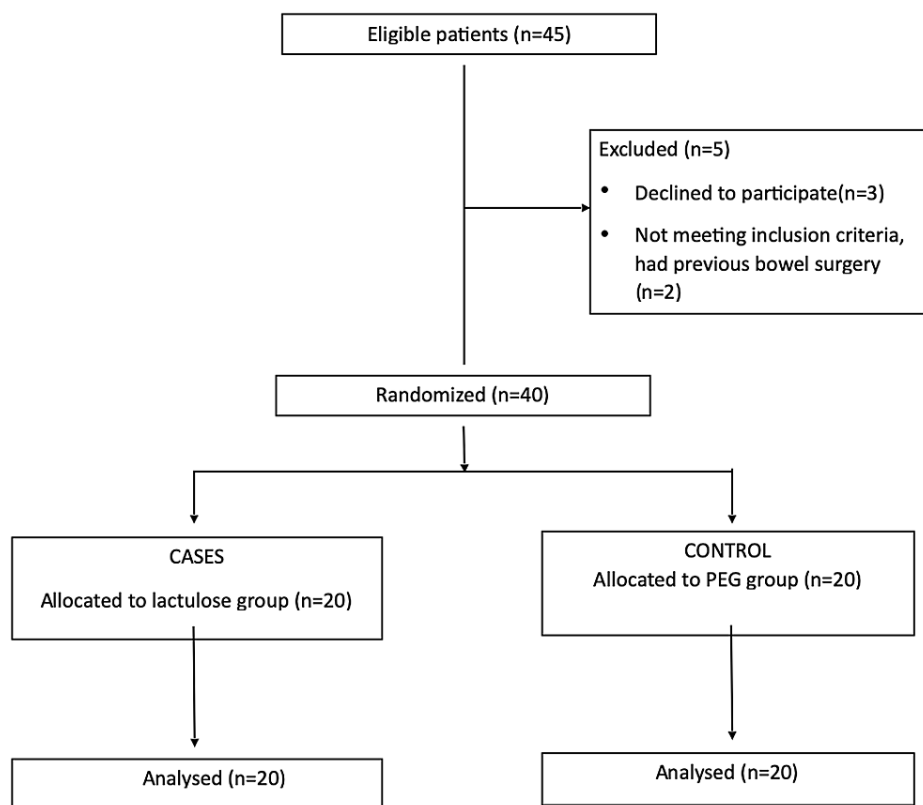 Eligible patients (n=45)
Excluded (n=5)
• Declined to participate(n=3)
• Not meeting inclusion criteria,
had previous bowel surgery
(n=2)
Randomized (n=40)
CASES
Allocated to lactulose group (n=20)
CONTROL
Allocated to PEG group (n=20)
Analysed (n=20)
Analysed (n=20)